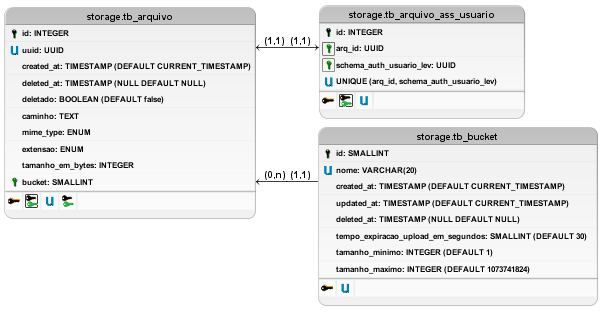 storage.tb_arquivo
id: INTEGER
uuid: UUID
created_at: TIMESTAMP (DEFAULT CURRENT_TIMESTAMP)
deleted_at: TIMESTAMP (NULL DEFAULT NULL)
deletado: BOOLEAN (DEFAULT false)
caminho: TEXT
mime_type: ENUM
extensao: ENUM
tamanho_em_bytes: INTEGER
bucket: SMALLINT
(1,1) (1,1)
storage.tb_arquivo_ass_usuario
id: INTEGER
arq_id: UUID
schema_auth_usuario_lev: UUID
UNIQUE (arq_id, schema_auth_usuario_lev)
(0,n) (1,1)
storage.tb_bucket
id: SMALLINT
nome: VARCHAR(20)
created_at: TIMESTAMP (DEFAULT CURRENT_TIMESTAMP)
updated_at: TIMESTAMP (DEFAULT CURRENT_TIMESTAMP)
deleted_at: TIMESTAMP (NULL DEFAULT NULL)
tempo_expiracao_upload_em_segundos: SMALLINT (DEFAULT 30)
tamanho_minimo: INTEGER (DEFAULT 1)
tamanho_maximo: INTEGER (DEFAULT 1073741824)